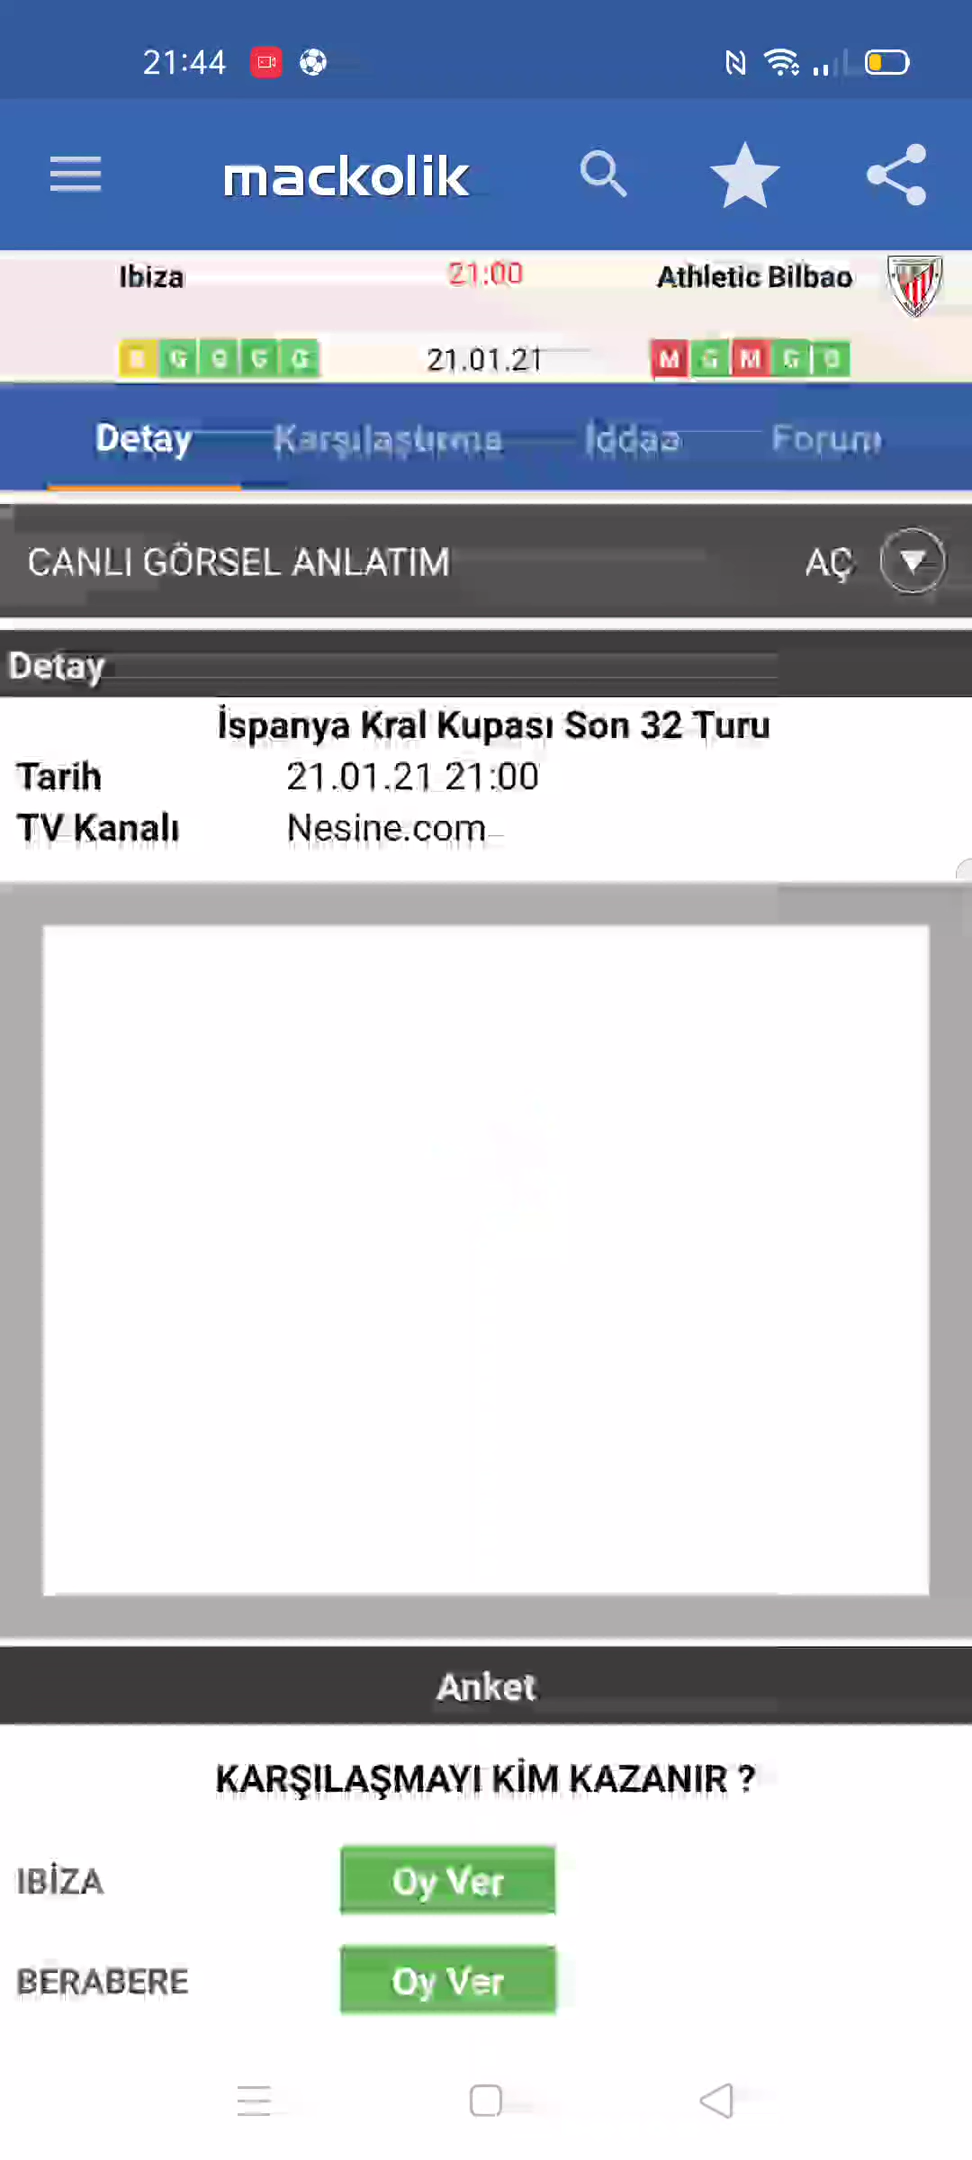 21:44
mackolik
Ibiza 21:00 Athletic Bilbao
B G G G G 21.01.21 M G M G G
Detay Karşılaştırma İddaa Forum
CANLI GÖRSEL ANLATIM AÇ
Detay
İspanya Kral Kupası Son 32 Turu
Tarih 21.01.21 21:00
TV Kanalı Nesine.com
Anket
KARŞILAŞMAYI KİM KAZANIR ?
IBİZA Oy Ver
BERABERE Oy Ver